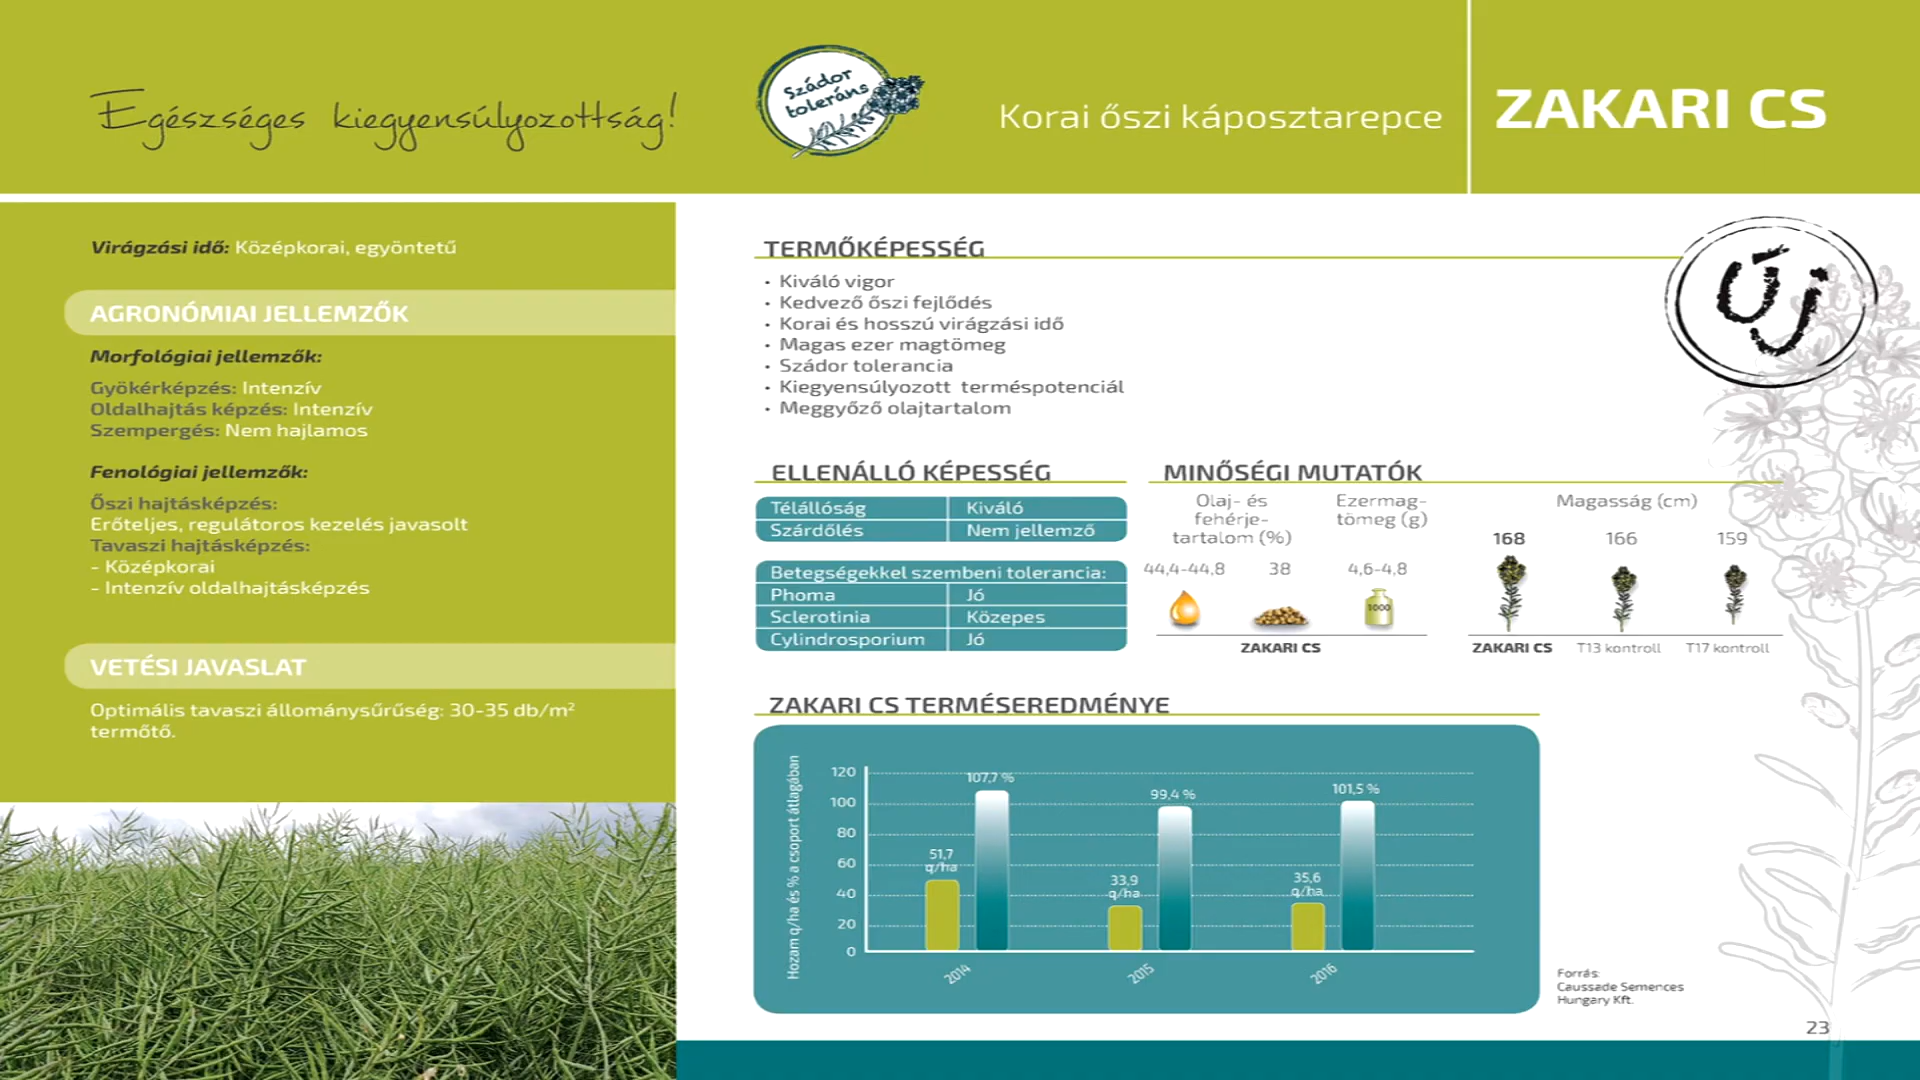 Egészséges kiegyensúlyozottság!
Szádor
toleráns
Korai őszi káposztarepce
ZAKARI CS
Virágzási idő: Középkorai, egyöntetű
AGRONÓMIAI JELLEMZŐK
Morfológiai jellemzők:
Gyökérképzés: Intenzív
Oldalhajtás képzés: Intenzív
Szempergés: Nem hajlamos
Fenológiai jellemzők:
Őszi hajtásképzés:
Erőteljes, regulátoros kezelés javasolt
Tavaszi hajtásképzés:
- Középkorai
- Intenzív oldalhajtásképzés
VETÉSI JAVASLAT
Optimális tavaszi állománysűrűség: 30-35 db/m²
termőtő.
TERMŐKÉPESSÉG
• Kiváló vigor
• Kedvező őszi fejlődés
• Korai és hosszú virágzási idő
• Magas ezer magtömeg
• Szádor tolerancia
• Kiegyensúlyozott terméspotenciál
• Meggyőző olajtartalom
ÚJ
ELLENÁLLÓ KÉPESSÉG
Télállóság Kiváló
Szárdőlés Nem jellemző
Betegségekkel szembeni tolerancia:
Phoma Jó
Sclerotinia Közepes
Cylindrosporium Jó
MINŐSÉGI MUTATÓK
Olaj- és
fehérje-
tartalom (%)
Ezermag-
tömeg (g)
Magasság (cm)
44,4-44,8 38 4,6-4,8
1000
ZAKARI CS
168 166 159
ZAKARI CS T13 kontroll T17 kontroll
ZAKARI CS TERMÉSEREDMÉNYE
Hozam q/ha és % a csoport átlagában
120
100
80
60
40
20
0
51,7
q/ha
107,7 %
33,9
q/ha
99,4 %
35,6
q/ha
101,5 %
2014
2015
2016
Forrás:
Caussade Semences
Hungary Kft.
23